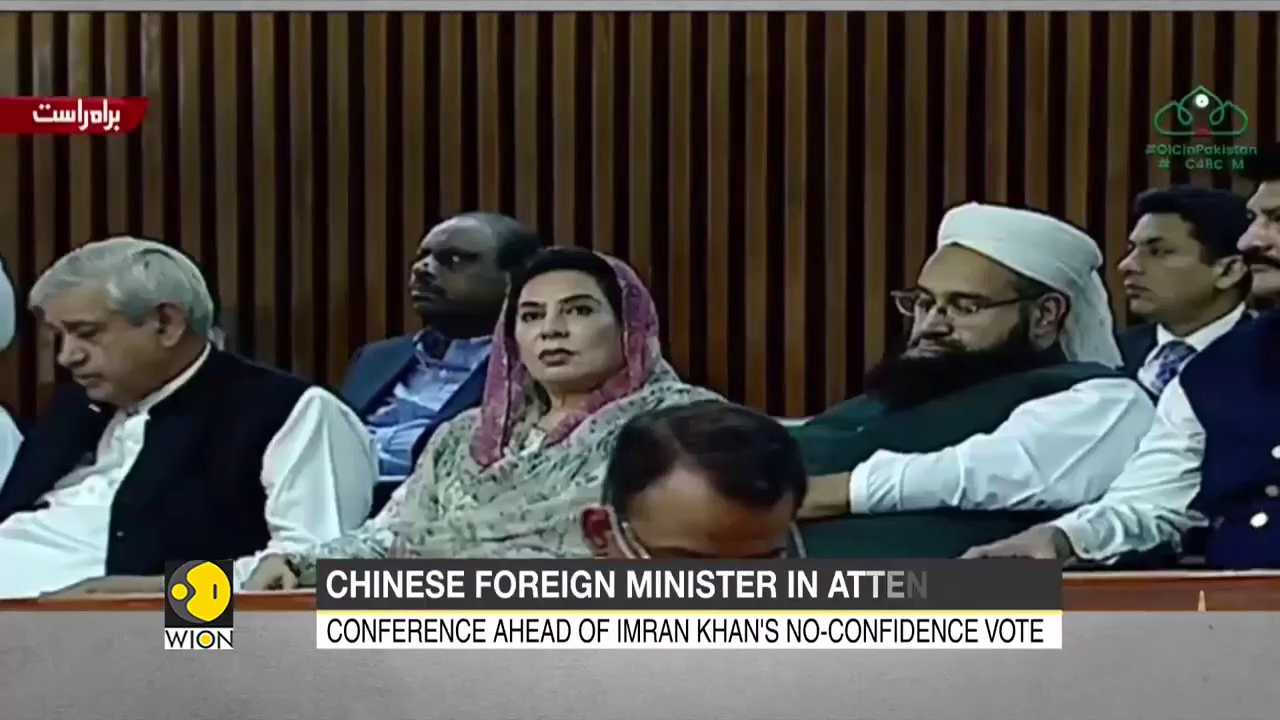 براہ راست
#OICInPakistan
CHINESE FOREIGN MINISTER IN ATTEN
CONFERENCE AHEAD OF IMRAN KHAN'S NO-CONFIDENCE VOTE
WION